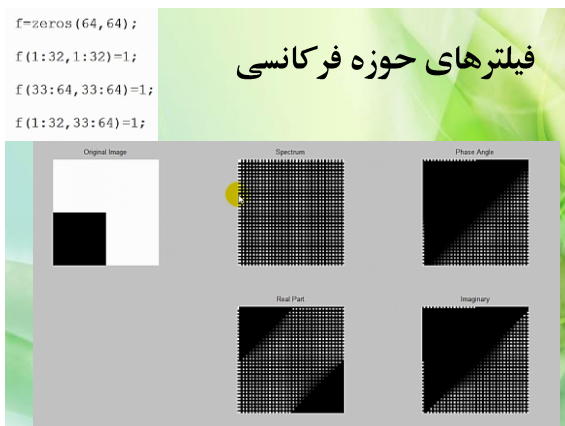 f=zeros(64,64);
f(1:32,1:32)=1;
f(33:64,33:64)=1;
f(1:32,33:64)=1;
فیلترهای حوزه فرکانسی
Original Image
Spectrum
Phase Angle
Real Part
Imaginary